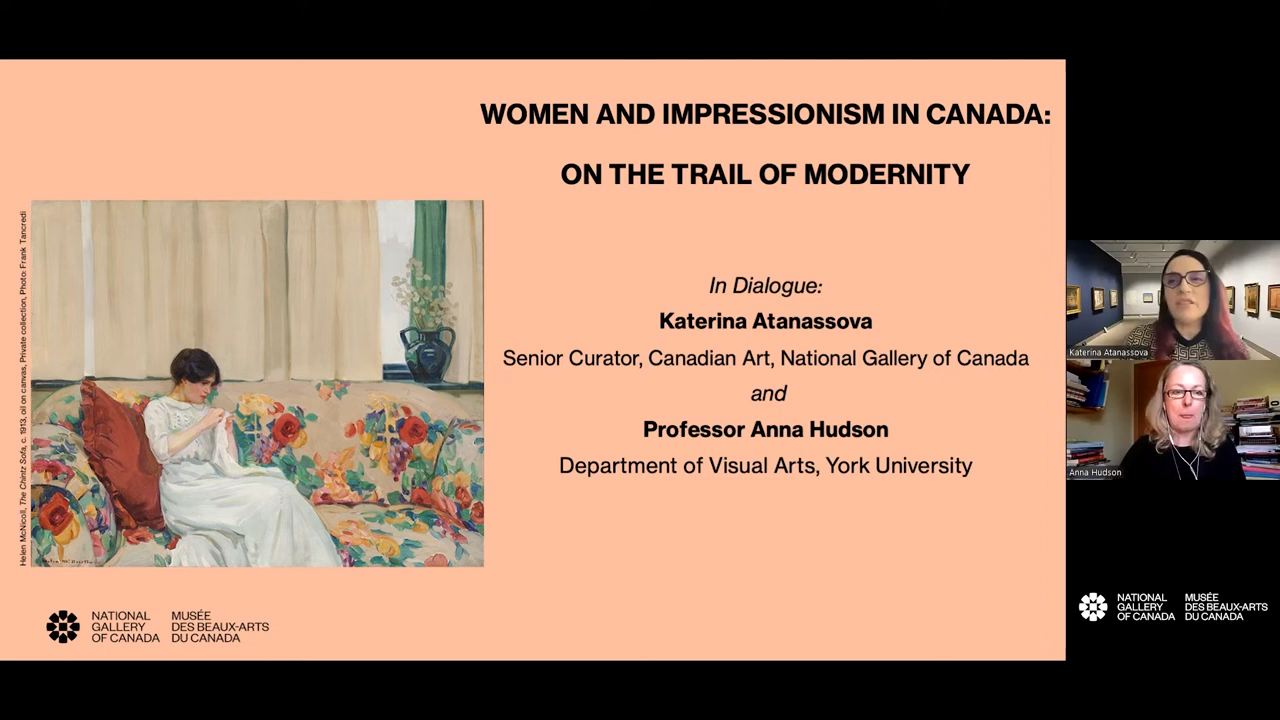 WOMEN AND IMPRESSIONISM IN CANADA:
ON THE TRAIL OF MODERNITY
Helen McNicoll, The Chintz Sofa, c. 1913, oil on canvas, Private collection, Photo: Frank Tancredi
In Dialogue:
Katerina Atanassova
Senior Curator, Canadian Art, National Gallery of Canada
and
Professor Anna Hudson
Department of Visual Arts, York University
NATIONAL
GALLERY
OF CANADA
MUSÉE
DES BEAUX-ARTS
DU CANADA
Katerina Atanassova
Anna Hudson
NATIONAL
GALLERY
OF CANADA
MUSÉE
DES BEAUX-ARTS
DU CANADA